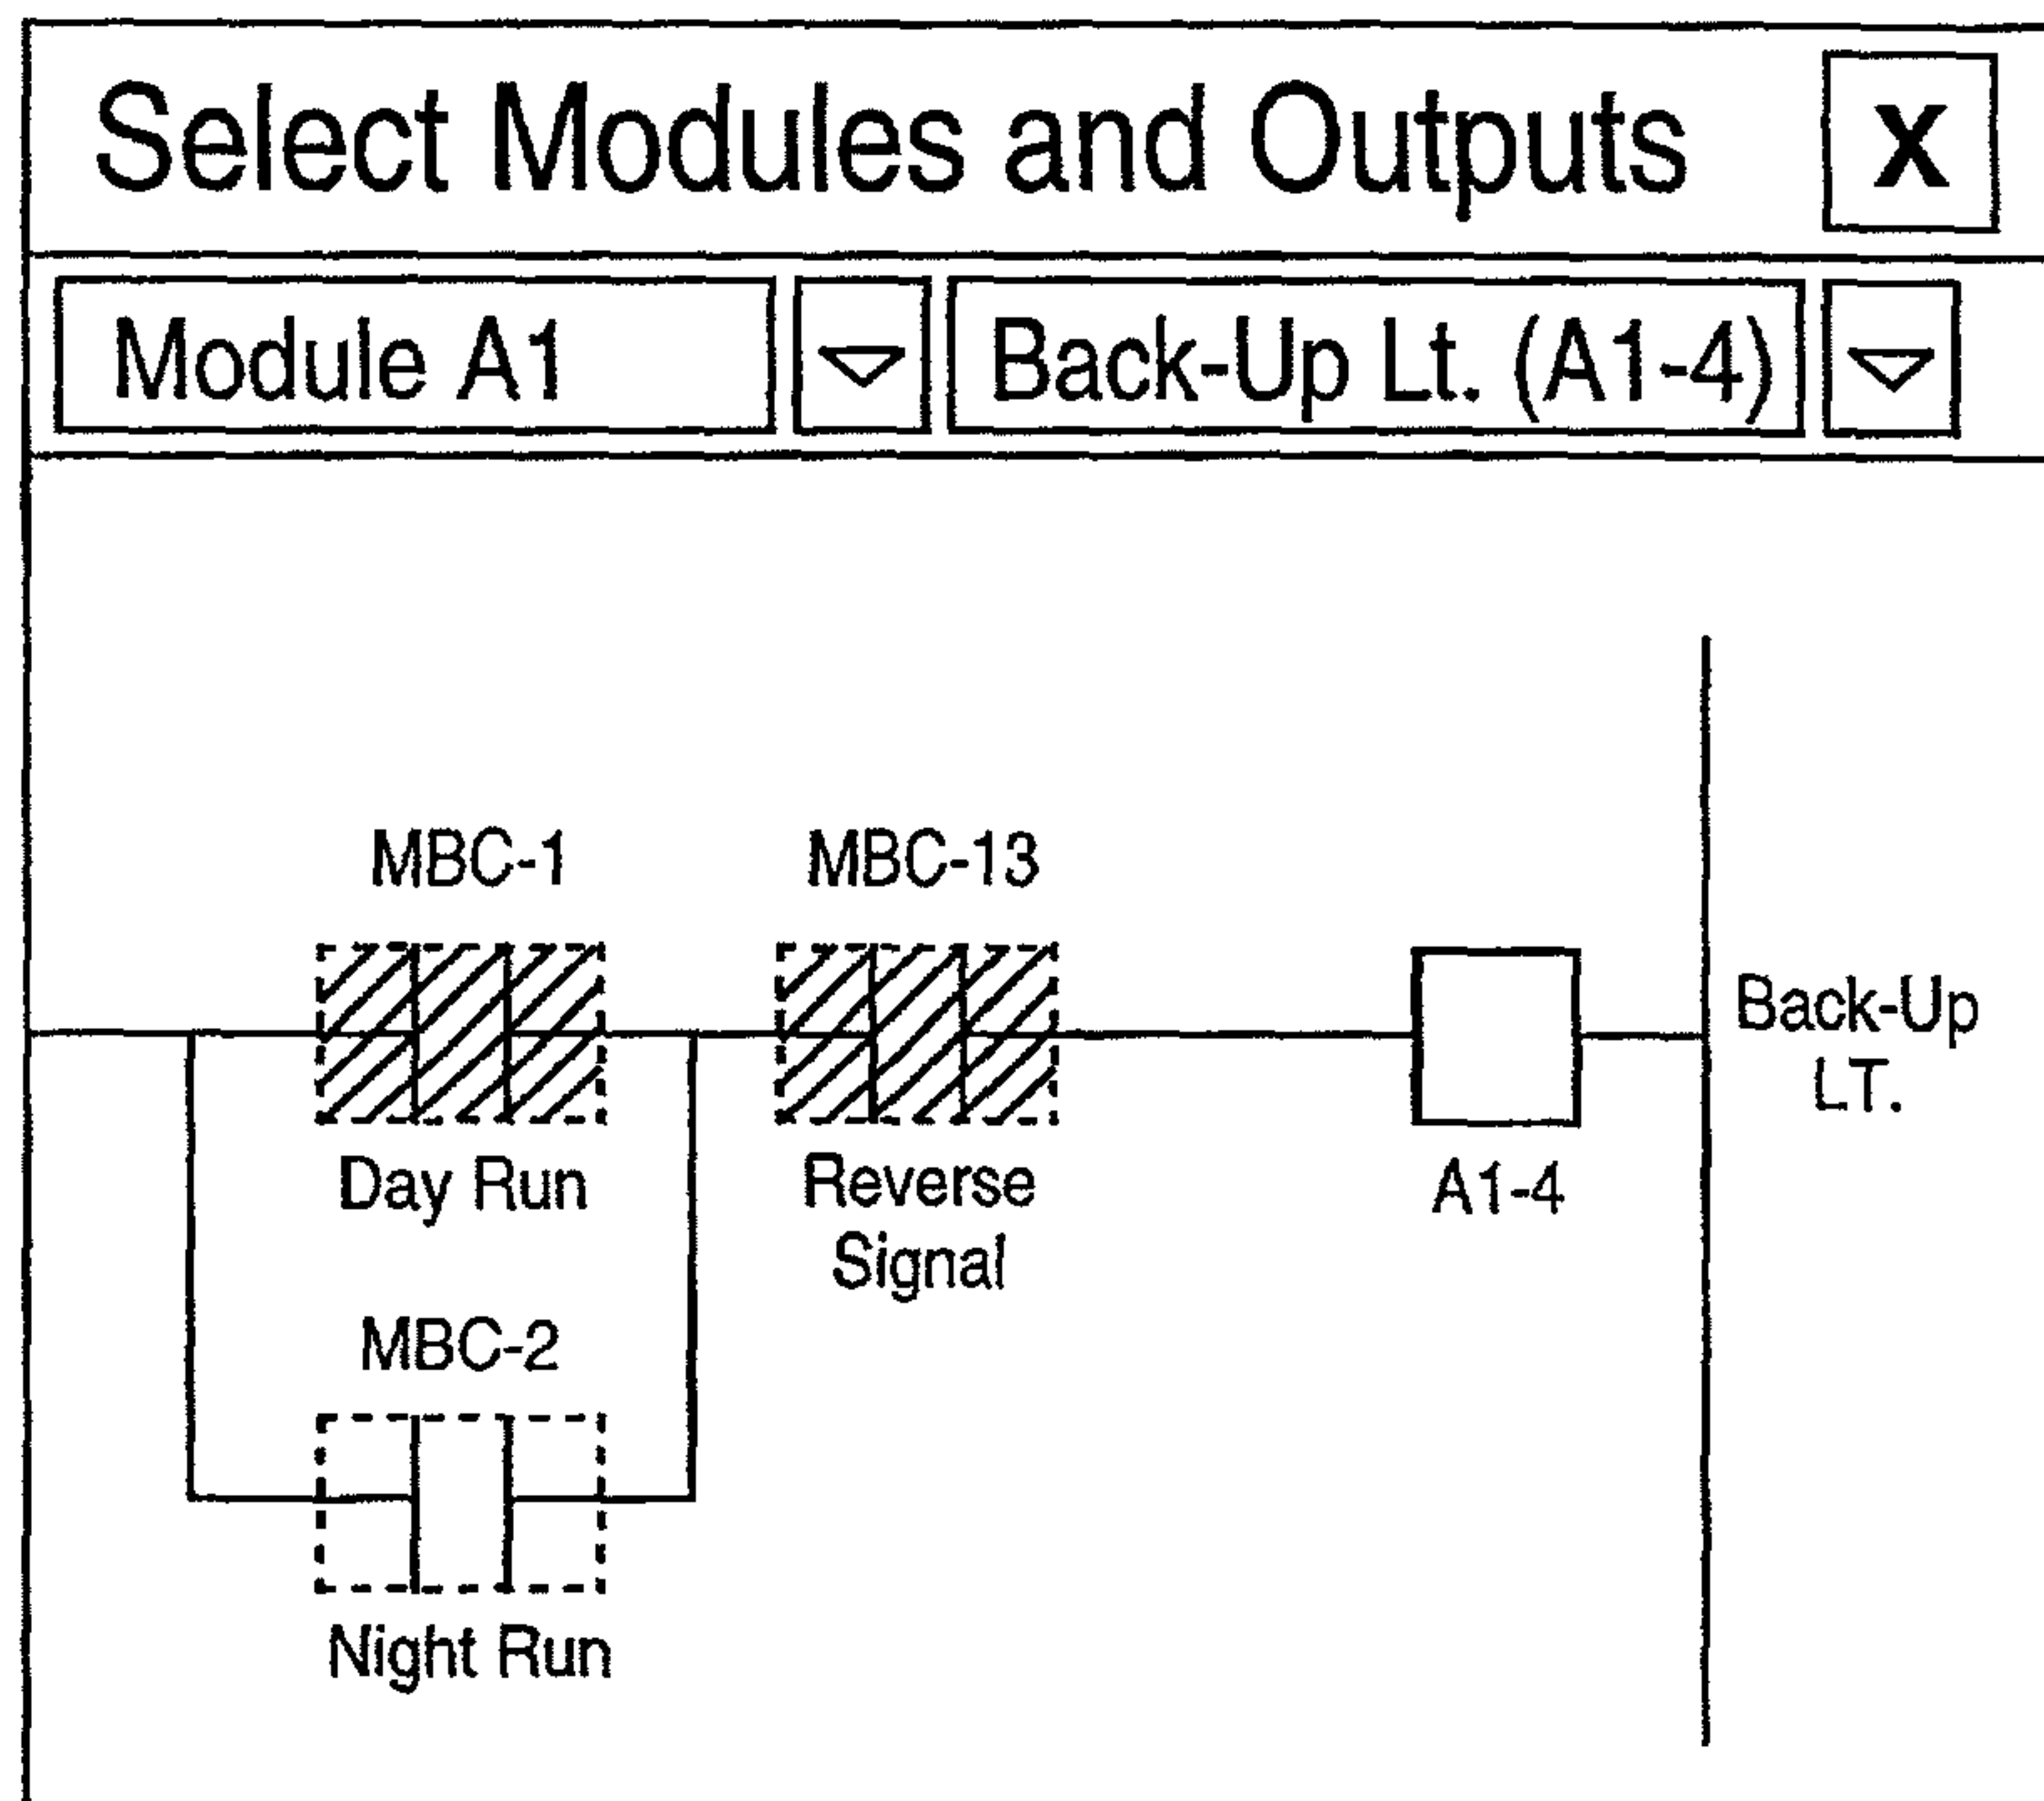 Select Modules and Outputs X
Module A1 Back-Up Lt. (A1-4)
MBC-1 MBC-13
Back-Up
LT.
Day Run
Reverse
Signal
A1-4
MBC-2
Night Run